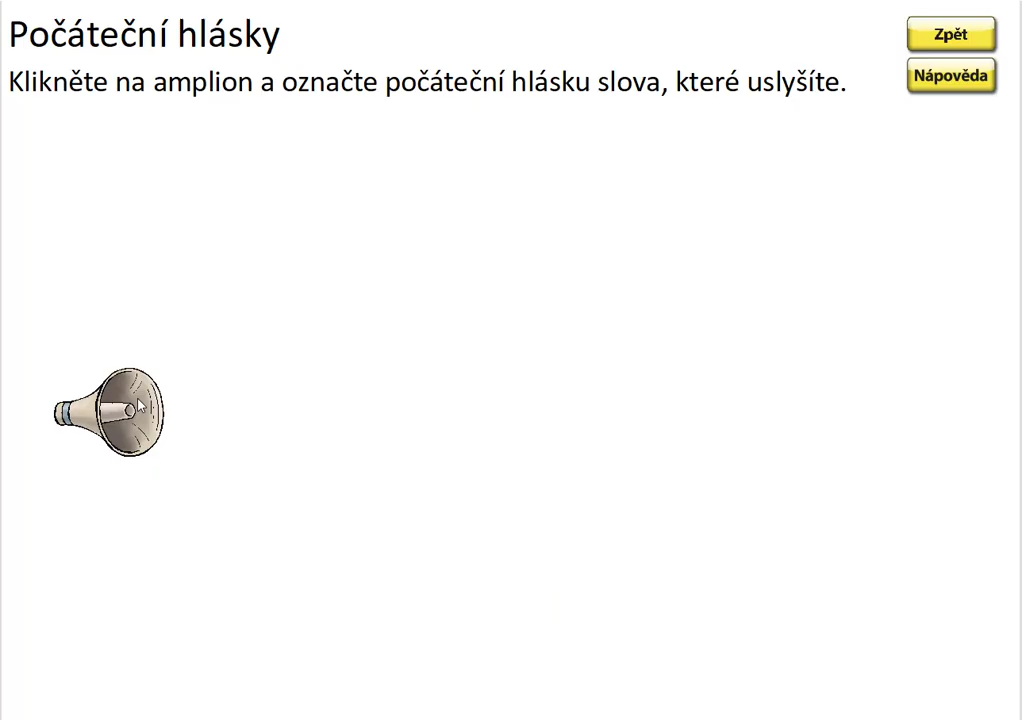 Počáteční hlásky
Zpět
Klikněte na amplion a označte počáteční hlásku slova, které uslyšíte.
Nápověda